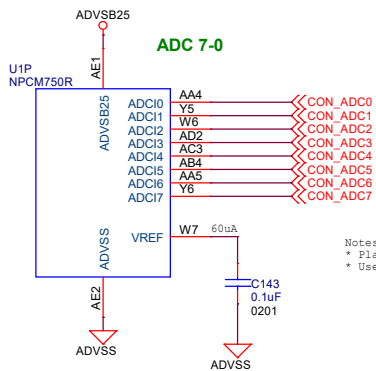 ADVSB25
ADC 7-0
U1P
NPCM750R
AE1
ADVSB25
ADCI0 AA4 CON_ADC0
ADCI1 Y5 CON_ADC1
ADCI2 W6 CON_ADC2
ADCI3 AD2 CON_ADC3
ADCI4 AC3 CON_ADC4
ADCI5 AB4 CON_ADC5
ADCI6 AA5 CON_ADC6
ADCI7 Y6 CON_ADC7
VREF W7 60uA
ADVSS
AE2
Notes
* Pla
* Use
C143
0.1uF
0201
ADVSS
ADVSS